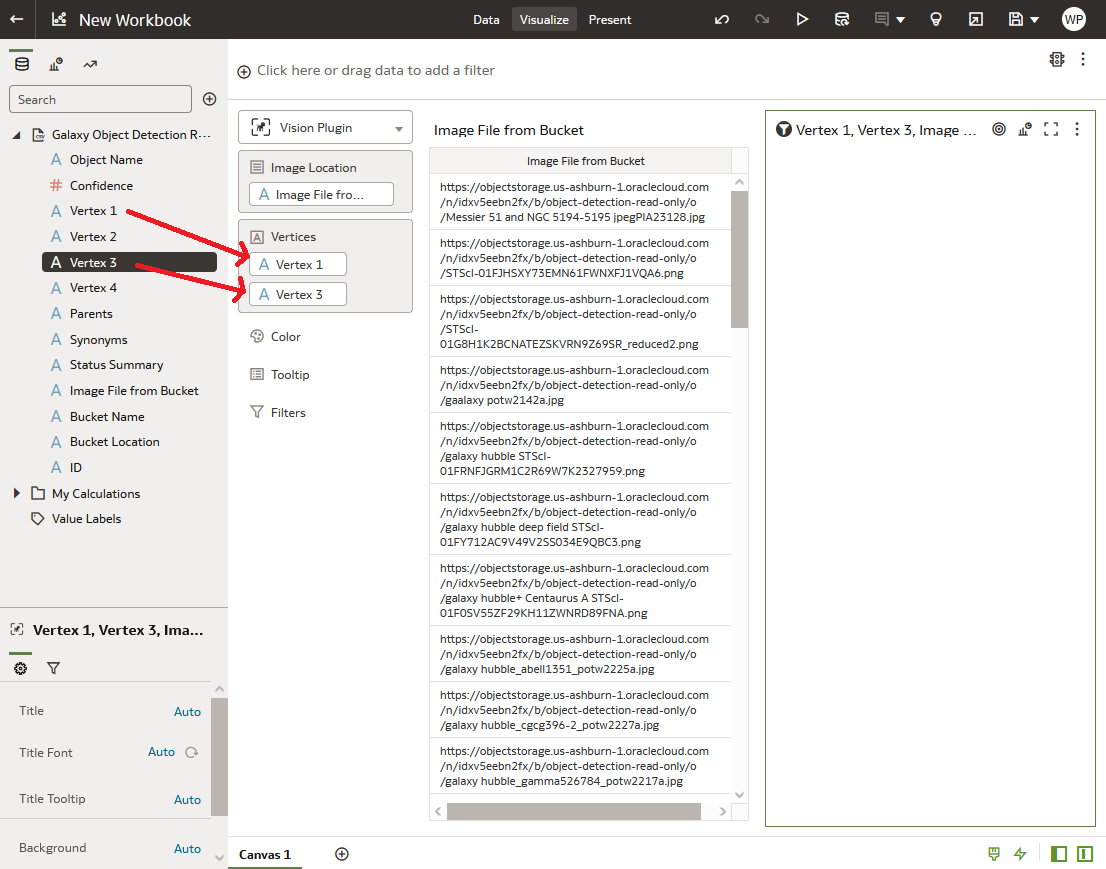 New Workbook
Data
Visualize
Present
WP
Search
Galaxy Object Detection R...
A Object Name
# Confidence
A Vertex 1
A Vertex 2
A Vertex 3
A Vertex 4
A Parents
A Synonyms
A Status Summary
A Image File from Bucket
A Bucket Name
A Bucket Location
A ID
My Calculations
Value Labels
Vertex 1, Vertex 3, Ima...
Title Auto
Title Font Auto
Title Tooltip Auto
Background Auto
Click here or drag data to add a filter
Vision Plugin
Image Location
A Image File fro...
A Vertices
A Vertex 1
A Vertex 3
Color
Tooltip
Filters
Image File from Bucket
Image File from Bucket
https://objectstorage.us-ashburn-1.oraclecloud.com
/n/idxv5eebn2fx/b/object-detection-read-only/o
/Messier 51 and NGC 5194-5195 jpegPIA23128.jpg
https://objectstorage.us-ashburn-1.oraclecloud.com
/n/idxv5eebn2fx/b/object-detection-read-only/o
/STScI-01FJHSXY73EMN61FWNXFJ1VQA6.png
https://objectstorage.us-ashburn-1.oraclecloud.com
/n/idxv5eebn2fx/b/object-detection-read-only/o
/STScI-
01G8H1K2BCNATEZSKVRN9Z69SR_reduced2.png
https://objectstorage.us-ashburn-1.oraclecloud.com
/n/idxv5eebn2fx/b/object-detection-read-only/o
/gaalaxy potw2142a.jpg
https://objectstorage.us-ashburn-1.oraclecloud.com
/n/idxv5eebn2fx/b/object-detection-read-only/o
/galaxy hubble STScI-
01FRNFJGRM1C2R69W7K2327959.png
https://objectstorage.us-ashburn-1.oraclecloud.com
/n/idxv5eebn2fx/b/object-detection-read-only/o
/galaxy hubble deep field STScI-
01FY712AC9V49V2SS034E9QBC3.png
https://objectstorage.us-ashburn-1.oraclecloud.com
/n/idxv5eebn2fx/b/object-detection-read-only/o
/galaxy hubble+ Centaurus A STScI-
01F0SV55ZF29KH11ZWNRD89FNA.png
https://objectstorage.us-ashburn-1.oraclecloud.com
/n/idxv5eebn2fx/b/object-detection-read-only/o
/galaxy hubble_abell1351_potw2225a.jpg
https://objectstorage.us-ashburn-1.oraclecloud.com
/n/idxv5eebn2fx/b/object-detection-read-only/o
/galaxy hubble_cgcg396-2_potw2227a.jpg
https://objectstorage.us-ashburn-1.oraclecloud.com
/n/idxv5eebn2fx/b/object-detection-read-only/o
/galaxy hubble_gamma526784_potw2217a.jpg
Vertex 1, Vertex 3, Image ...
Canvas 1